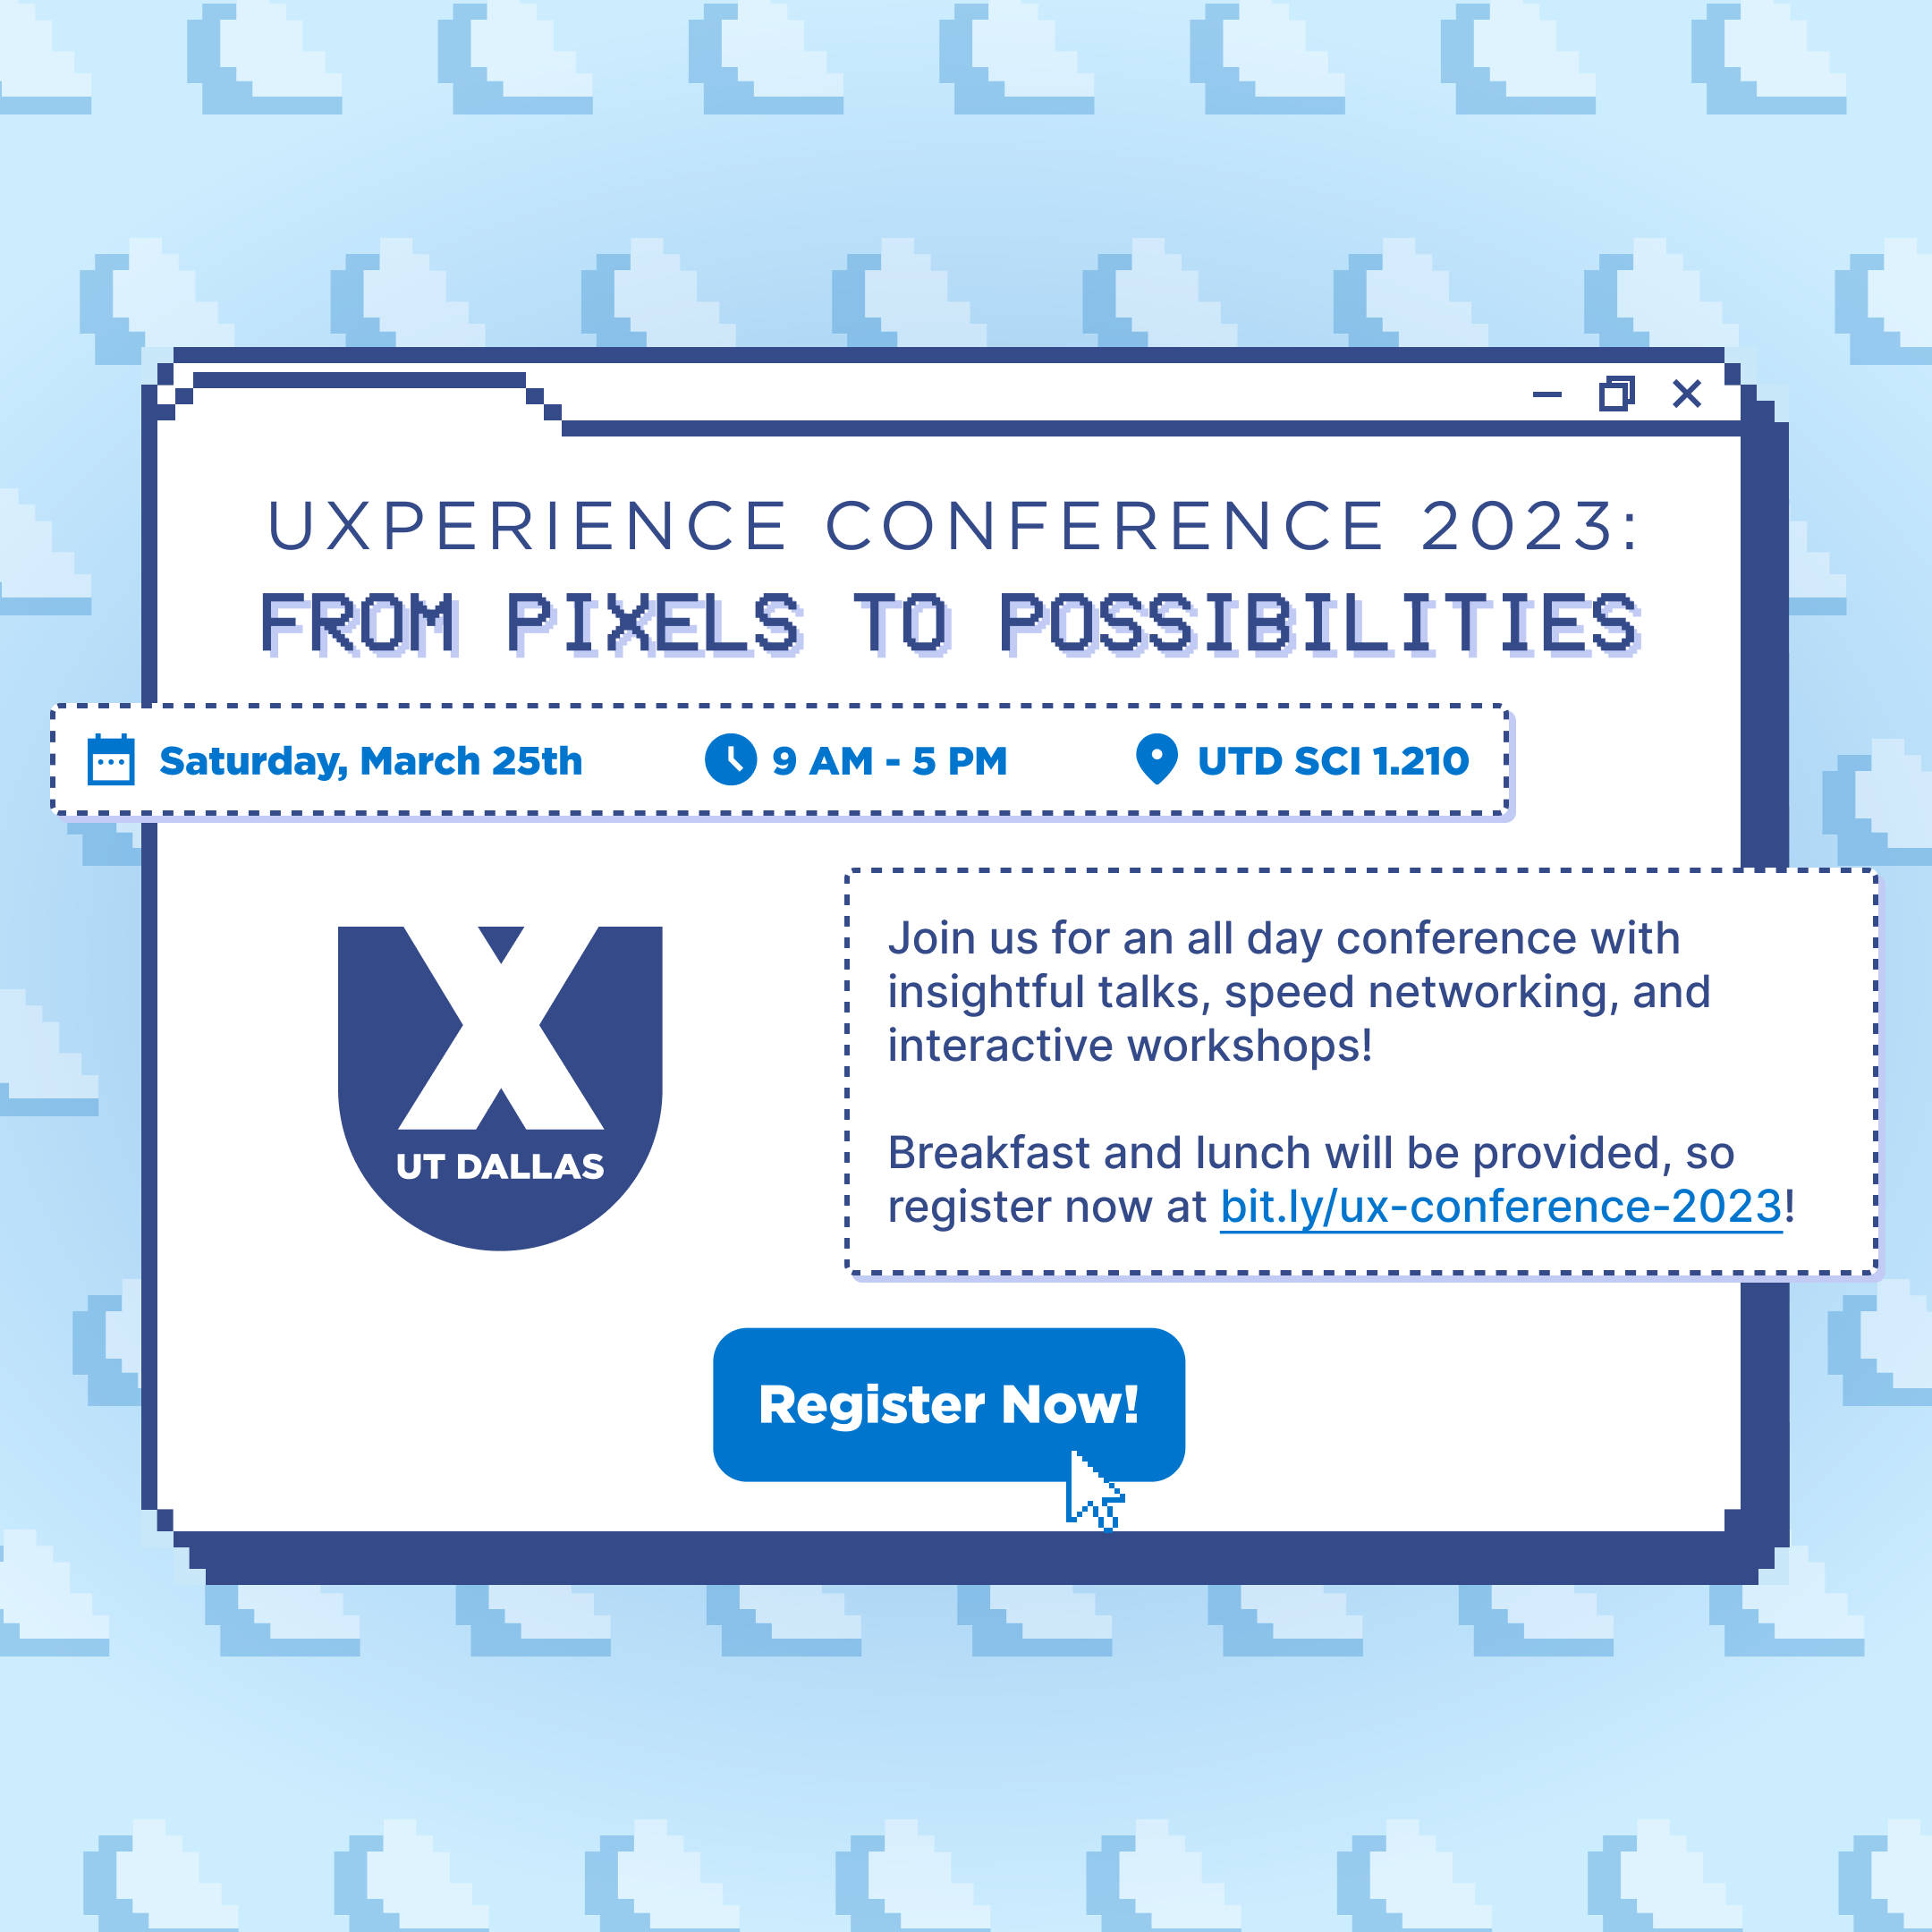 UXPERIENCE CONFERENCE 2023:
FROM PIXELS TO POSSIBILITIES
Saturday, March 25th
9 AM - 5 PM
UTD SCI 1.210
UX
UT DALLAS
Join us for an all day conference with
insightful talks, speed networking, and
interactive workshops!
Breakfast and lunch will be provided, so
register now at bit.ly/ux-conference-2023!
Register Now!